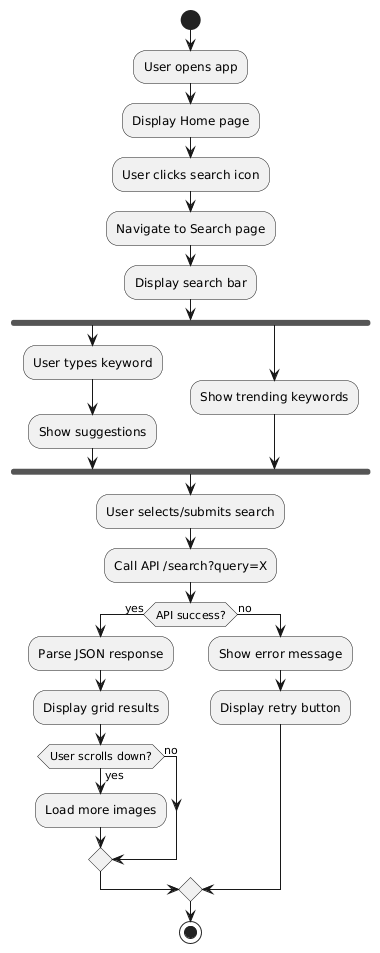 User opens app
Display Home page
User clicks search icon
Navigate to Search page
Display search bar
User types keyword
Show trending keywords
Show suggestions
User selects/submits search
Call API /search?query=X
yes
API success?
no
Parse JSON response
Show error message
Display grid results
Display retry button
User scrolls down?
no
yes
Load more images